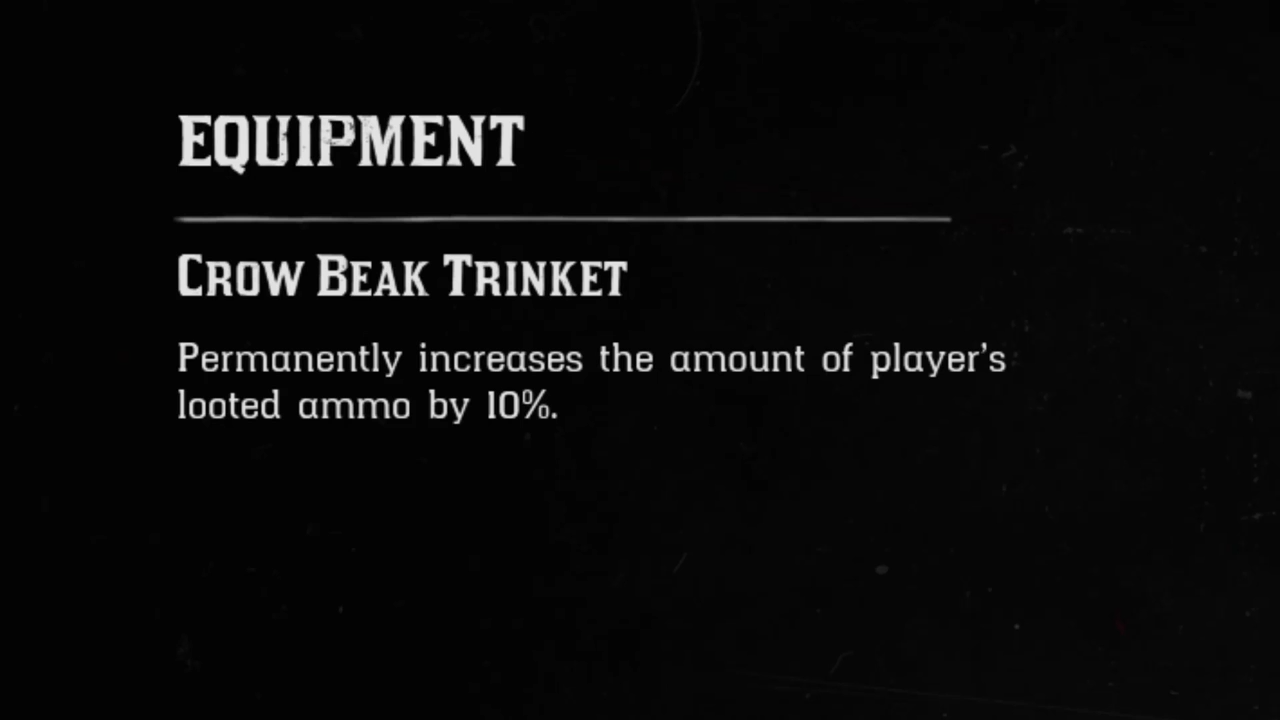 EQUIPMENT
Crow Beak Trinket
Permanently increases the amount of player's
looted ammo by 10%.